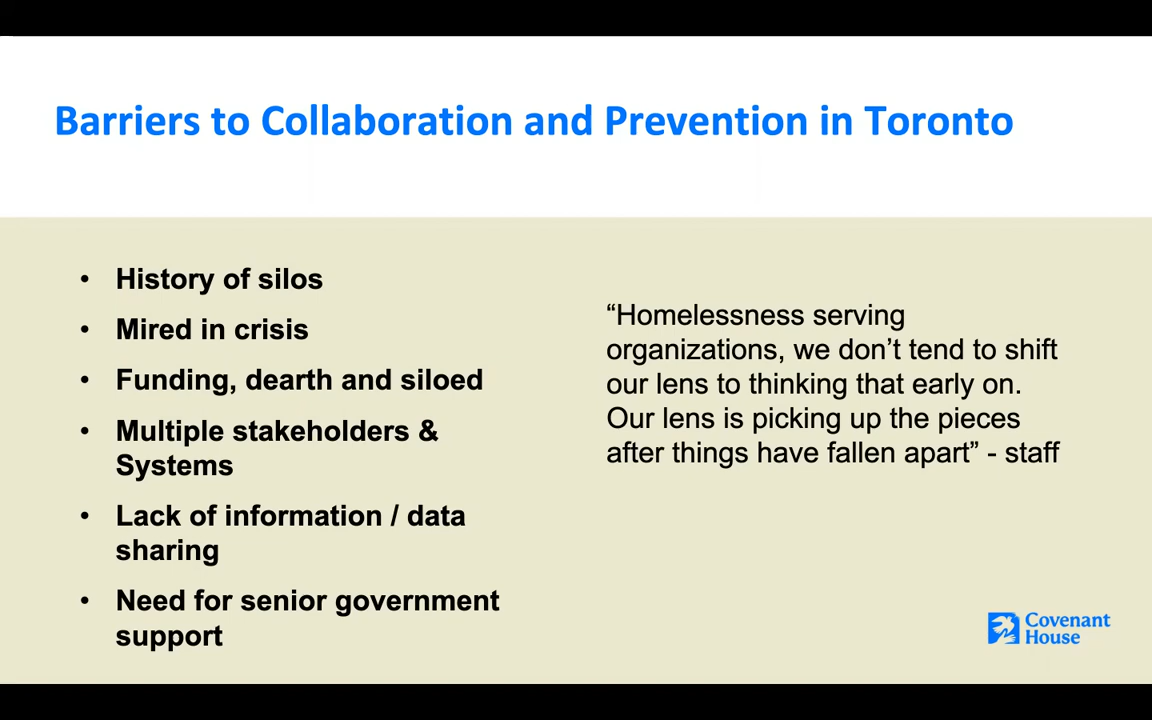 Barriers to Collaboration and Prevention in Toronto
• History of silos
• Mired in crisis
• Funding, dearth and siloed
• Multiple stakeholders &
Systems
• Lack of information / data
sharing
• Need for senior government
support
“Homelessness serving
organizations, we don’t tend to shift
our lens to thinking that early on.
Our lens is picking up the pieces
after things have fallen apart” - staff
Covenant
House